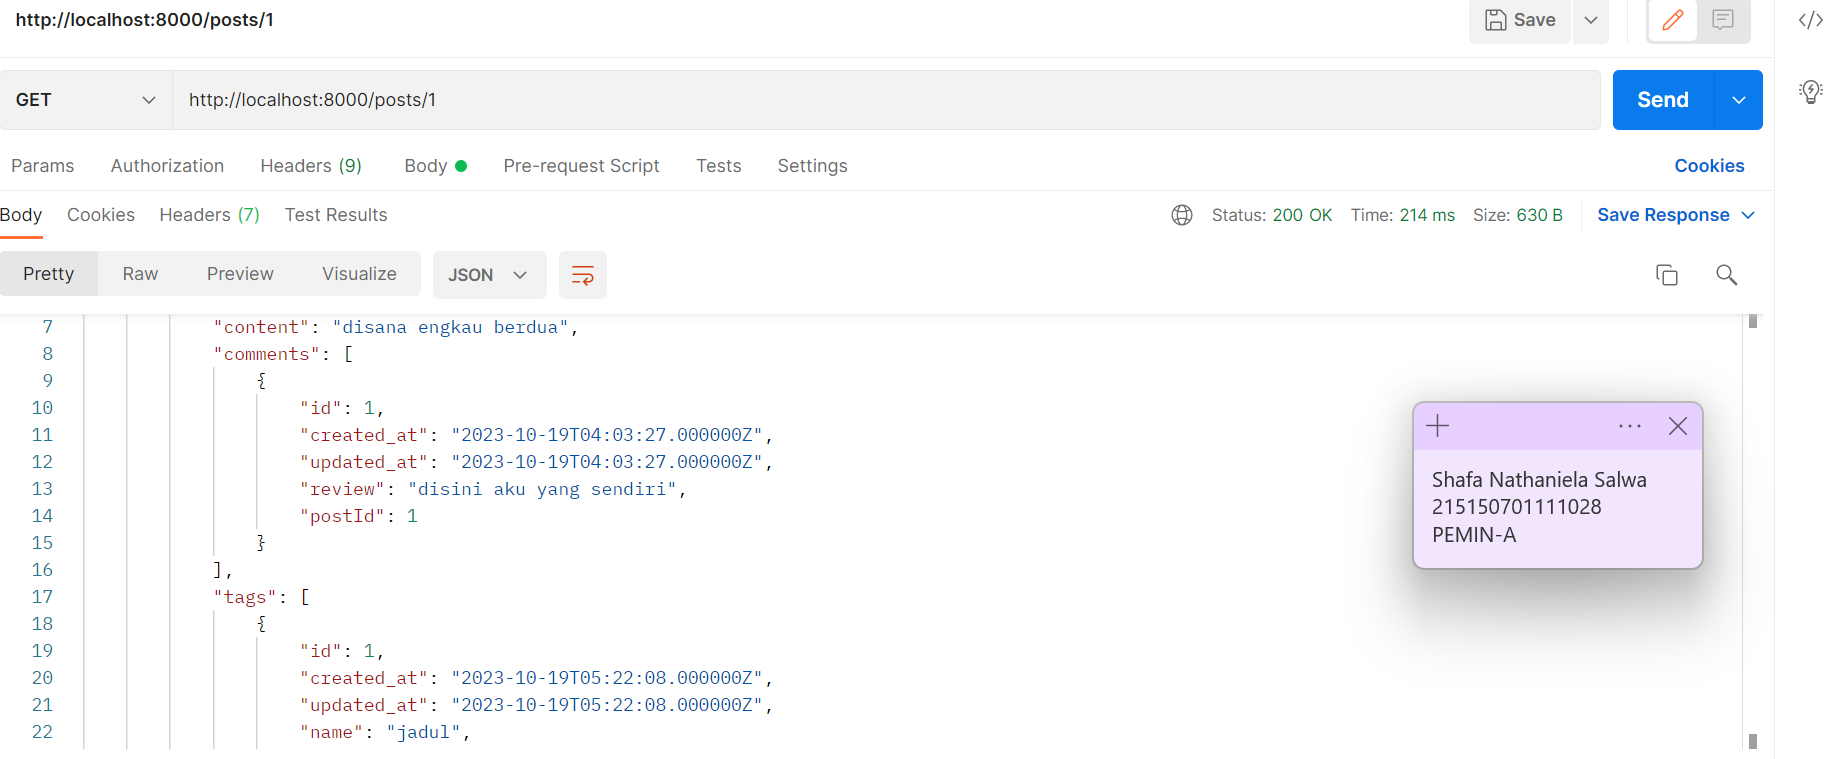 http://localhost:8000/posts/1
Save
GET http://localhost:8000/posts/1 Send
Params Authorization Headers (9) Body Pre-request Script Tests Settings Cookies
Body Cookies Headers (7) Test Results Status: 200 OK Time: 214 ms Size: 630 B Save Response
Pretty Raw Preview Visualize JSON
7 "content": "disana engkau berdua",
8 "comments": [
9 {
10 "id": 1,
11 "created_at": "2023-10-19T04:03:27.000000Z",
12 "updated_at": "2023-10-19T04:03:27.000000Z",
13 "review": "disini aku yang sendiri",
14 "postId": 1
15 }
16 ],
17 "tags": [
18 {
19 "id": 1,
20 "created_at": "2023-10-19T05:22:08.000000Z",
21 "updated_at": "2023-10-19T05:22:08.000000Z",
22 "name": "jadul",
Shafa Nathaniela Salwa
215150701111028
PEMIN-A